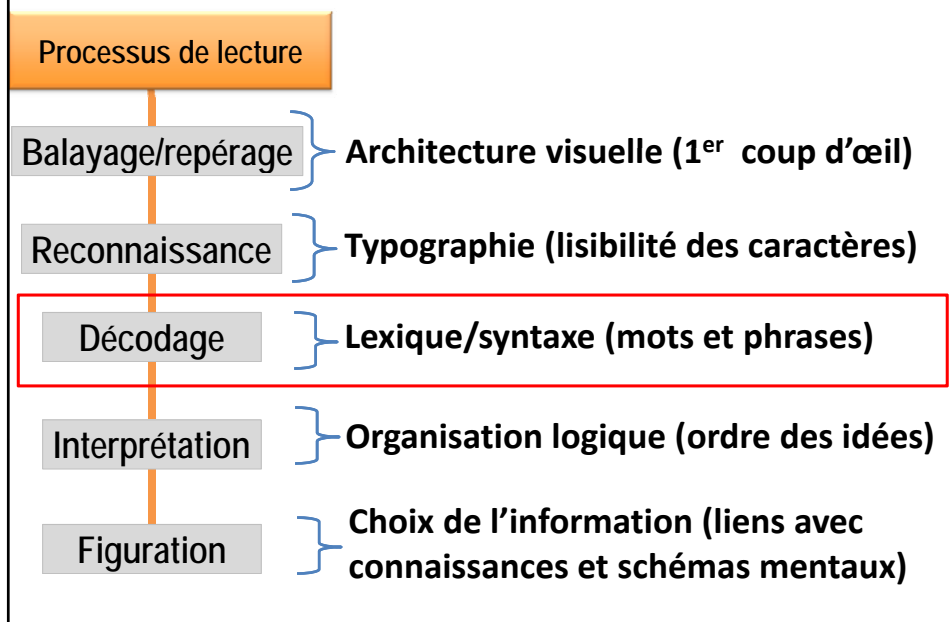 Processus de lecture
Balayage/repérage
Architecture visuelle (1er coup d'œil)
Reconnaissance
Typographie (lisibilité des caractères)
Décodage
Lexique/syntaxe (mots et phrases)
Interprétation
Organisation logique (ordre des idées)
Figuration
Choix de l'information (liens avec
connaissances et schémas mentaux)